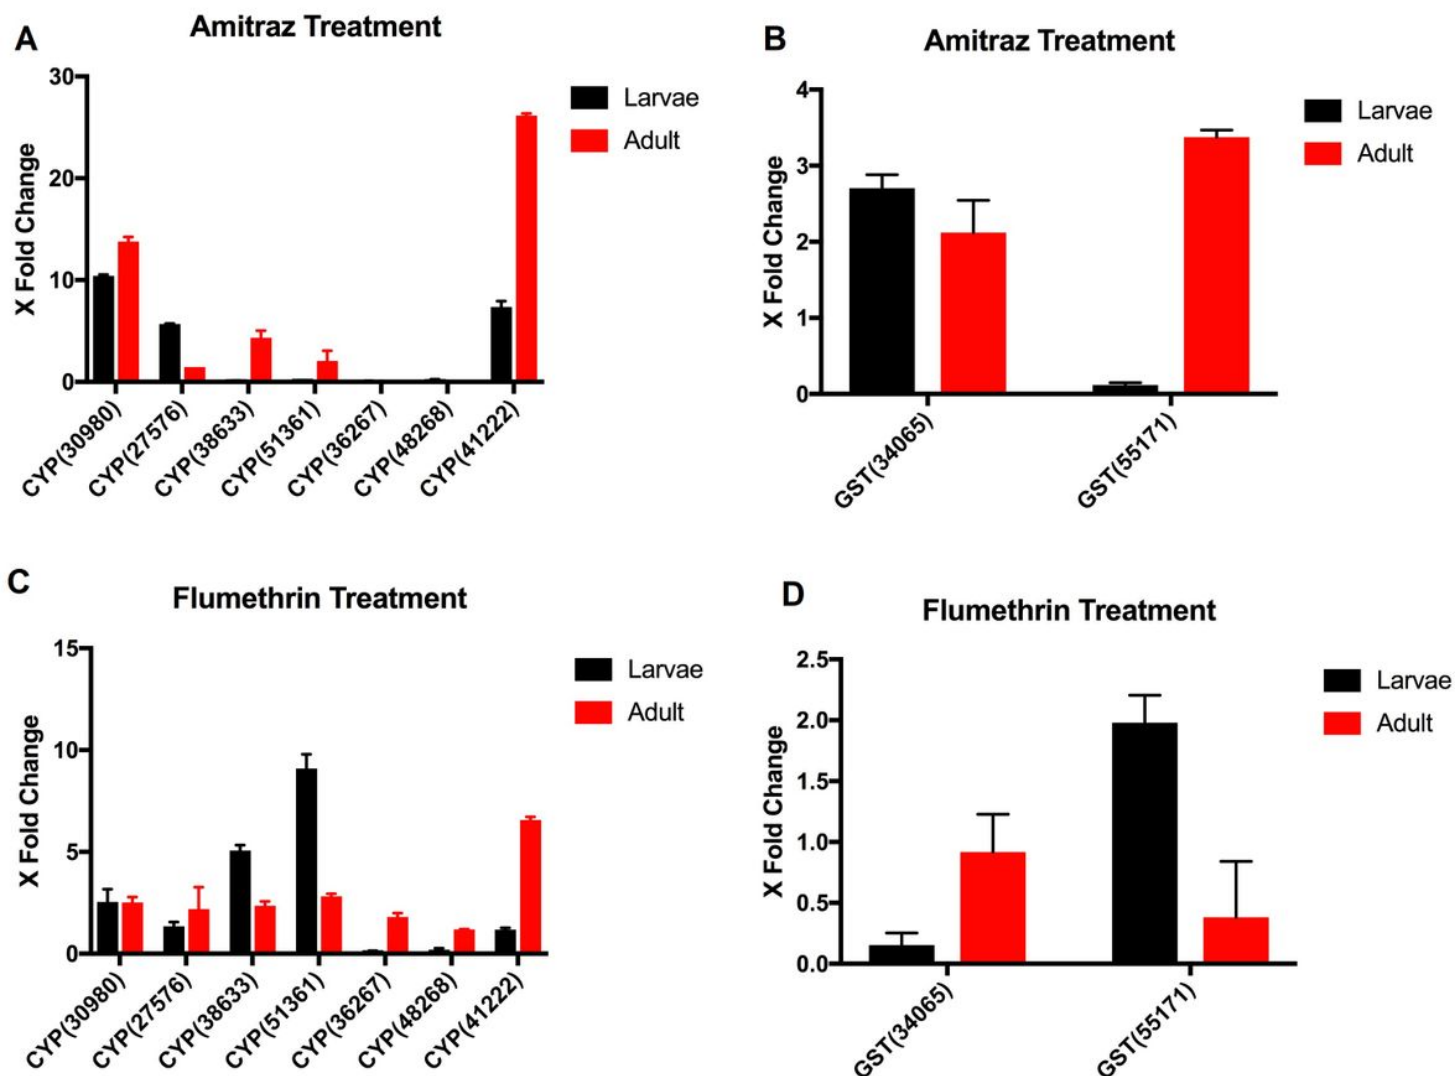 A
Amitraz Treatment
X Fold Change
30
20
10
0
CYP(30980)
CYP(27576)
CYP(38633)
CYP(51361)
CYP(36267)
CYP(48268)
CYP(41222)
Larvae
Adult
B
Amitraz Treatment
X Fold Change
4
3
2
1
0
GST(34065)
GST(55171)
Larvae
Adult
C
Flumethrin Treatment
X Fold Change
15
10
5
0
CYP(30980)
CYP(27576)
CYP(38633)
CYP(51361)
CYP(36267)
CYP(48268)
CYP(41222)
Larvae
Adult
D
Flumethrin Treatment
X Fold Change
2.5
2.0
1.5
1.0
0.5
0.0
GST(34065)
GST(55171)
Larvae
Adult